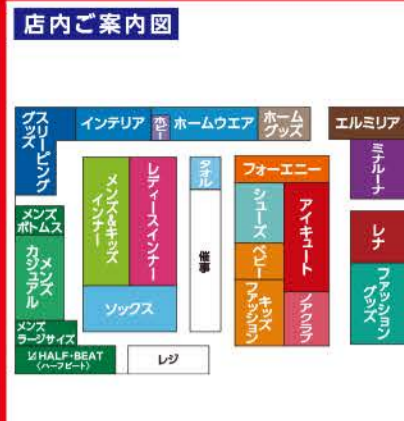 店内ご案内図
スリーピング
グッズ
インテリア
ホビー
ホームウエア
ホーム
グッズ
エルミリア
ミナルーナ
メンズ&キッズ
インナー
レディースインナー
タオル
催事
フォーエニー
シューズ
アイキュート
ベビー
キッズ
ファッション
ノアクラブ
レナ
ファッション
グッズ
メンズ
ボトムス
メンズ
カジュアル
ソックス
メンズ
ラージサイズ
1/2 HALF・BEAT
〈ハーフビート〉
レジ